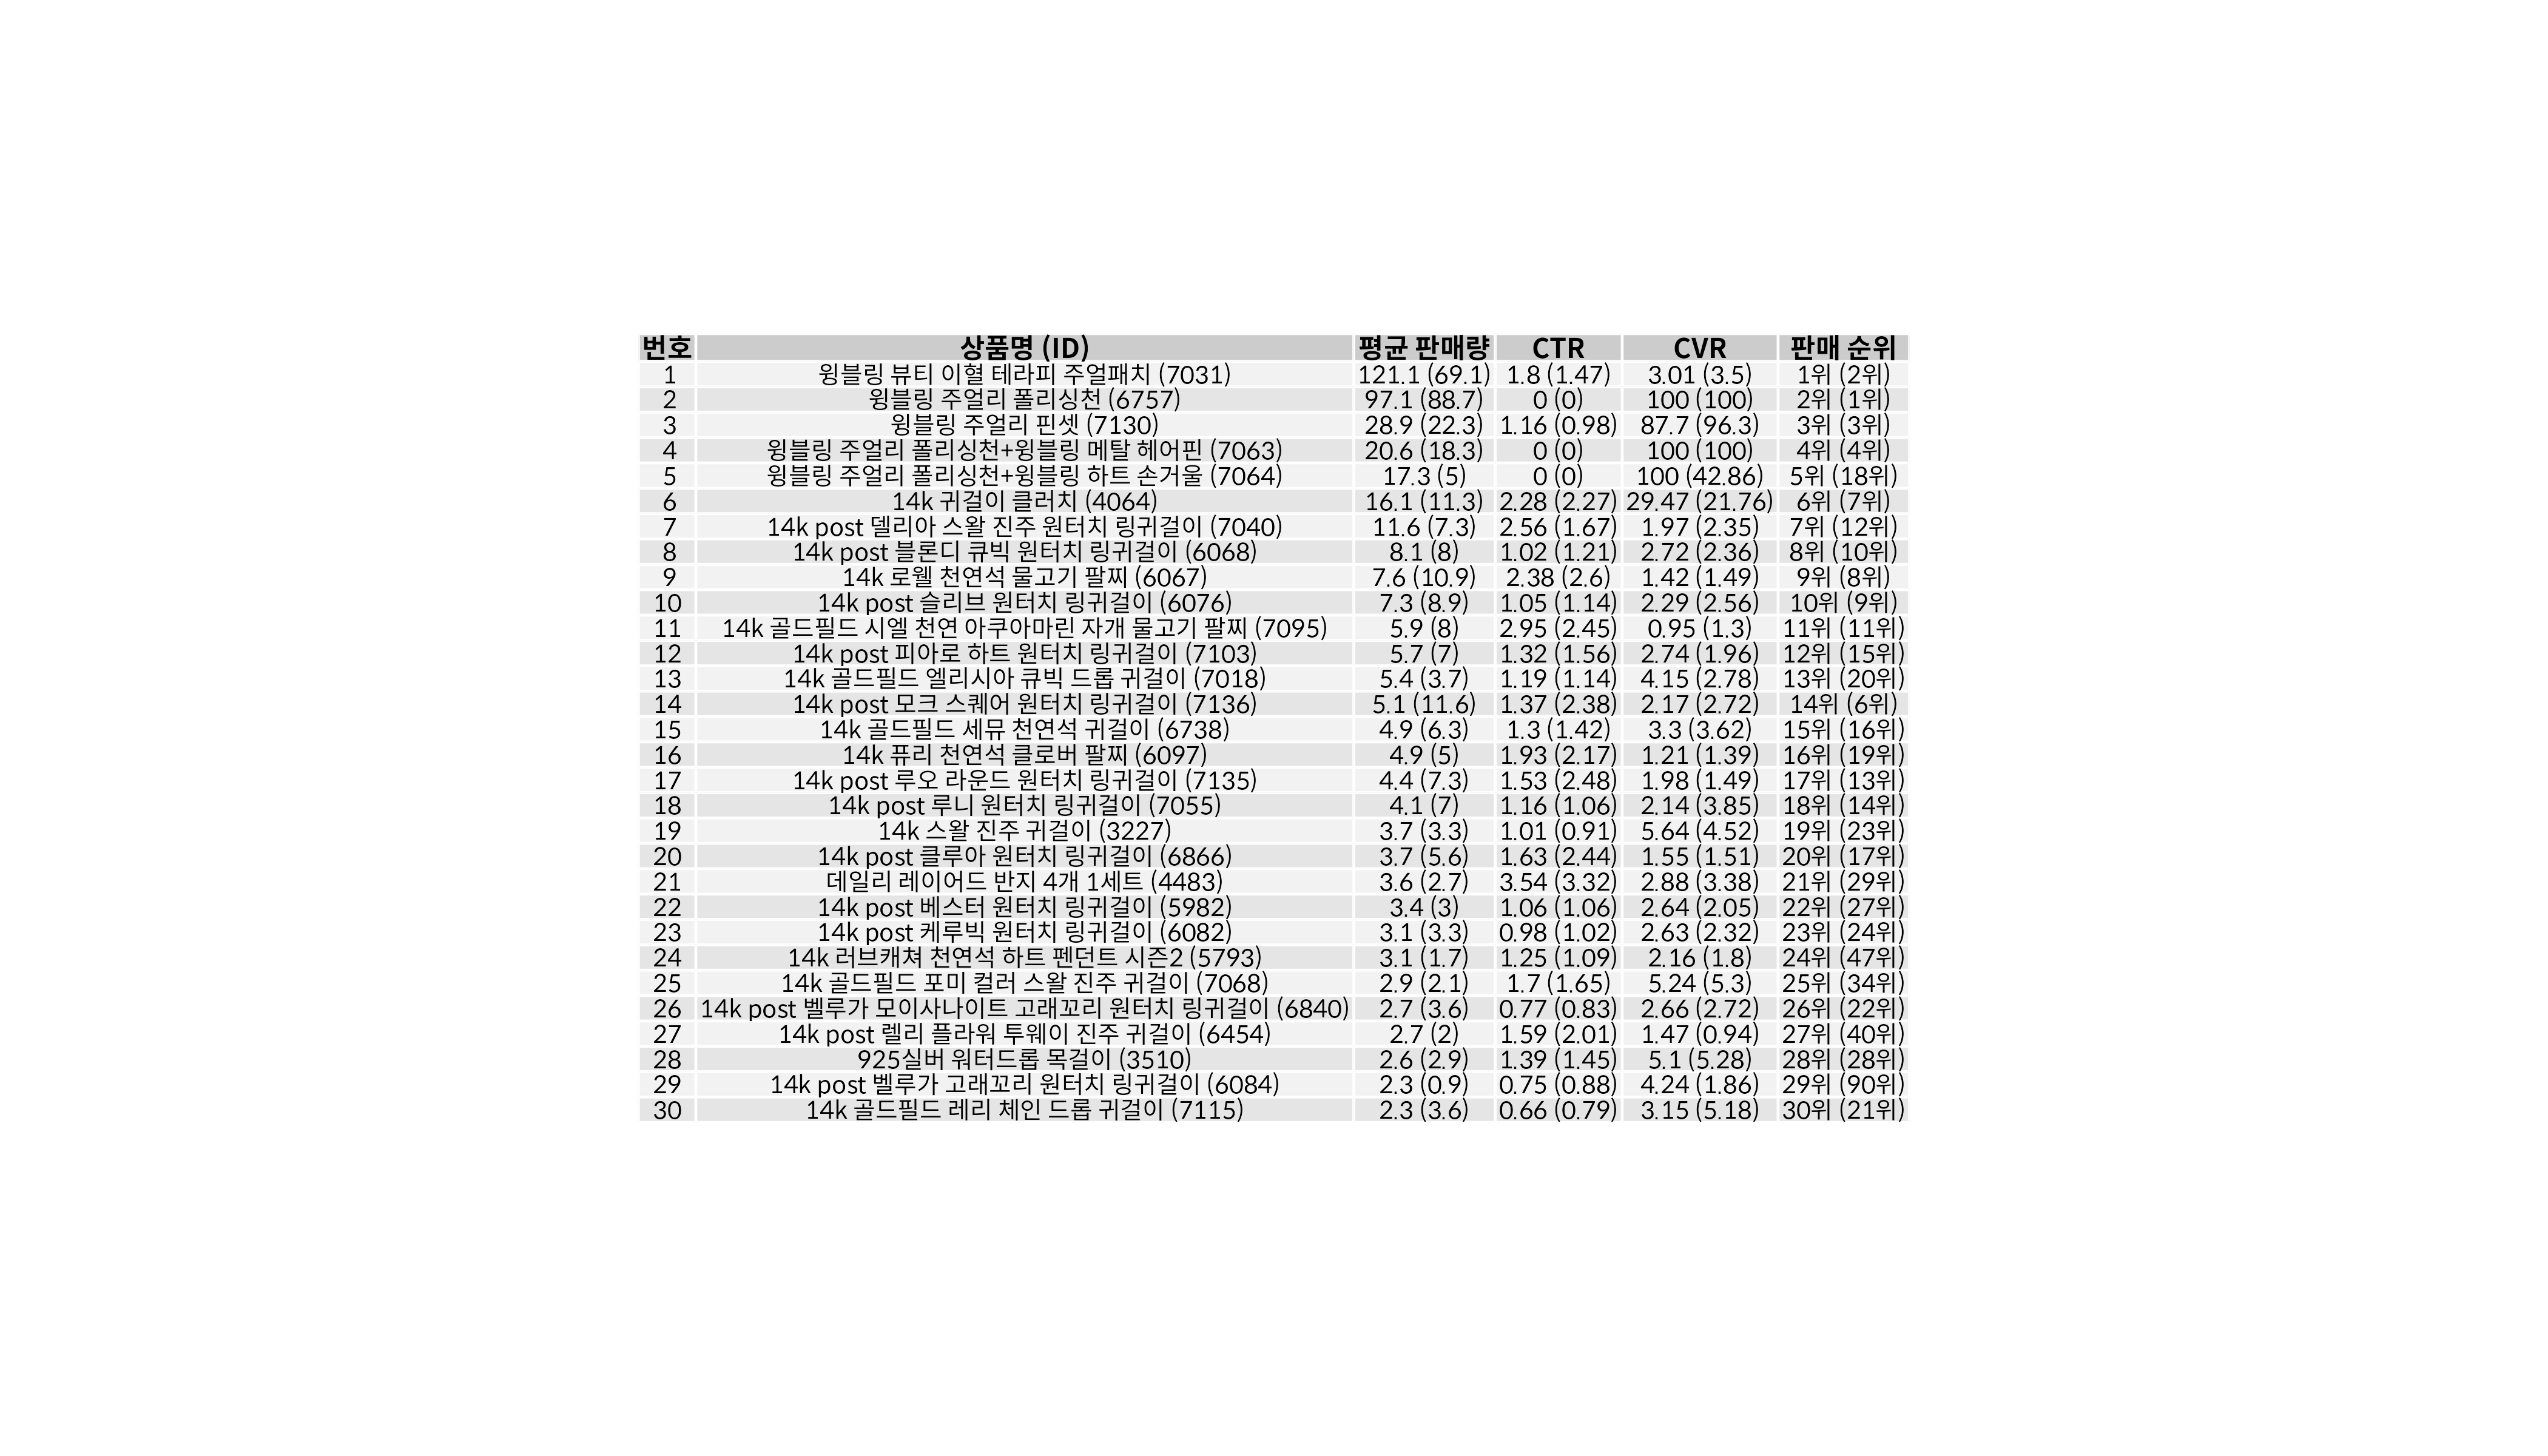 번호 상품명 (ID) 평균 판매량 CTR CVR 판매 순위
1 윙블링 뷰티 이혈 테라피 주얼패치 (7031) 121.1 (69.1) 1.8 (1.47) 3.01 (3.5) 1위 (2위)
2 윙블링 주얼리 폴리싱천 (6757) 97.1 (88.7) 0 (0) 100 (100) 2위 (1위)
3 윙블링 주얼리 핀셋 (7130) 28.9 (22.3) 1.16 (0.98) 87.7 (96.3) 3위 (3위)
4 윙블링 주얼리 폴리싱천+윙블링 메탈 헤어핀 (7063) 20.6 (18.3) 0 (0) 100 (100) 4위 (4위)
5 윙블링 주얼리 폴리싱천+윙블링 하트 손거울 (7064) 17.3 (5) 0 (0) 100 (42.86) 5위 (18위)
6 14k 귀걸이 클러치 (4064) 16.1 (11.3) 2.28 (2.27) 29.47 (21.76) 6위 (7위)
7 14k post 델리아 스왈 진주 원터치 링귀걸이 (7040) 11.6 (7.3) 2.56 (1.67) 1.97 (2.35) 7위 (12위)
8 14k post 블론디 큐빅 원터치 링귀걸이 (6068) 8.1 (8) 1.02 (1.21) 2.72 (2.36) 8위 (10위)
9 14k 로웰 천연석 물고기 팔찌 (6067) 7.6 (10.9) 2.38 (2.6) 1.42 (1.49) 9위 (8위)
10 14k post 슬리브 원터치 링귀걸이 (6076) 7.3 (8.9) 1.05 (1.14) 2.29 (2.56) 10위 (9위)
11 14k 골드필드 시엘 천연 아쿠아마린 자개 물고기 팔찌 (7095) 5.9 (8) 2.95 (2.45) 0.95 (1.3) 11위 (11위)
12 14k post 피아로 하트 원터치 링귀걸이 (7103) 5.7 (7) 1.32 (1.56) 2.74 (1.96) 12위 (15위)
13 14k 골드필드 엘리시아 큐빅 드롭 귀걸이 (7018) 5.4 (3.7) 1.19 (1.14) 4.15 (2.78) 13위 (20위)
14 14k post 모크 스퀘어 원터치 링귀걸이 (7136) 5.1 (11.6) 1.37 (2.38) 2.17 (2.72) 14위 (6위)
15 14k 골드필드 세뮤 천연석 귀걸이 (6738) 4.9 (6.3) 1.3 (1.42) 3.3 (3.62) 15위 (16위)
16 14k 퓨리 천연석 클로버 팔찌 (6097) 4.9 (5) 1.93 (2.17) 1.21 (1.39) 16위 (19위)
17 14k post 루오 라운드 원터치 링귀걸이 (7135) 4.4 (7.3) 1.53 (2.48) 1.98 (1.49) 17위 (13위)
18 14k post 루니 원터치 링귀걸이 (7055) 4.1 (7) 1.16 (1.06) 2.14 (3.85) 18위 (14위)
19 14k 스왈 진주 귀걸이 (3227) 3.7 (3.3) 1.01 (0.91) 5.64 (4.52) 19위 (23위)
20 14k post 클루아 원터치 링귀걸이 (6866) 3.7 (5.6) 1.63 (2.44) 1.55 (1.51) 20위 (17위)
21 데일리 레이어드 반지 4개 1세트 (4483) 3.6 (2.7) 3.54 (3.32) 2.88 (3.38) 21위 (29위)
22 14k post 베스터 원터치 링귀걸이 (5982) 3.4 (3) 1.06 (1.06) 2.64 (2.05) 22위 (27위)
23 14k post 케루빅 원터치 링귀걸이 (6082) 3.1 (3.3) 0.98 (1.02) 2.63 (2.32) 23위 (24위)
24 14k 러브캐쳐 천연석 하트 펜던트 시즌2 (5793) 3.1 (1.7) 1.25 (1.09) 2.16 (1.8) 24위 (47위)
25 14k 골드필드 포미 컬러 스왈 진주 귀걸이 (7068) 2.9 (2.1) 1.7 (1.65) 5.24 (5.3) 25위 (34위)
26 14k post 벨루가 모이사나이트 고래꼬리 원터치 링귀걸이 (6840) 2.7 (3.6) 0.77 (0.83) 2.66 (2.72) 26위 (22위)
27 14k post 렐리 플라워 투웨이 진주 귀걸이 (6454) 2.7 (2) 1.59 (2.01) 1.47 (0.94) 27위 (40위)
28 925실버 워터드롭 목걸이 (3510) 2.6 (2.9) 1.39 (1.45) 5.1 (5.28) 28위 (28위)
29 14k post 벨루가 고래꼬리 원터치 링귀걸이 (6084) 2.3 (0.9) 0.75 (0.88) 4.24 (1.86) 29위 (90위)
30 14k 골드필드 레리 체인 드롭 귀걸이 (7115) 2.3 (3.6) 0.66 (0.79) 3.15 (5.18) 30위 (21위)